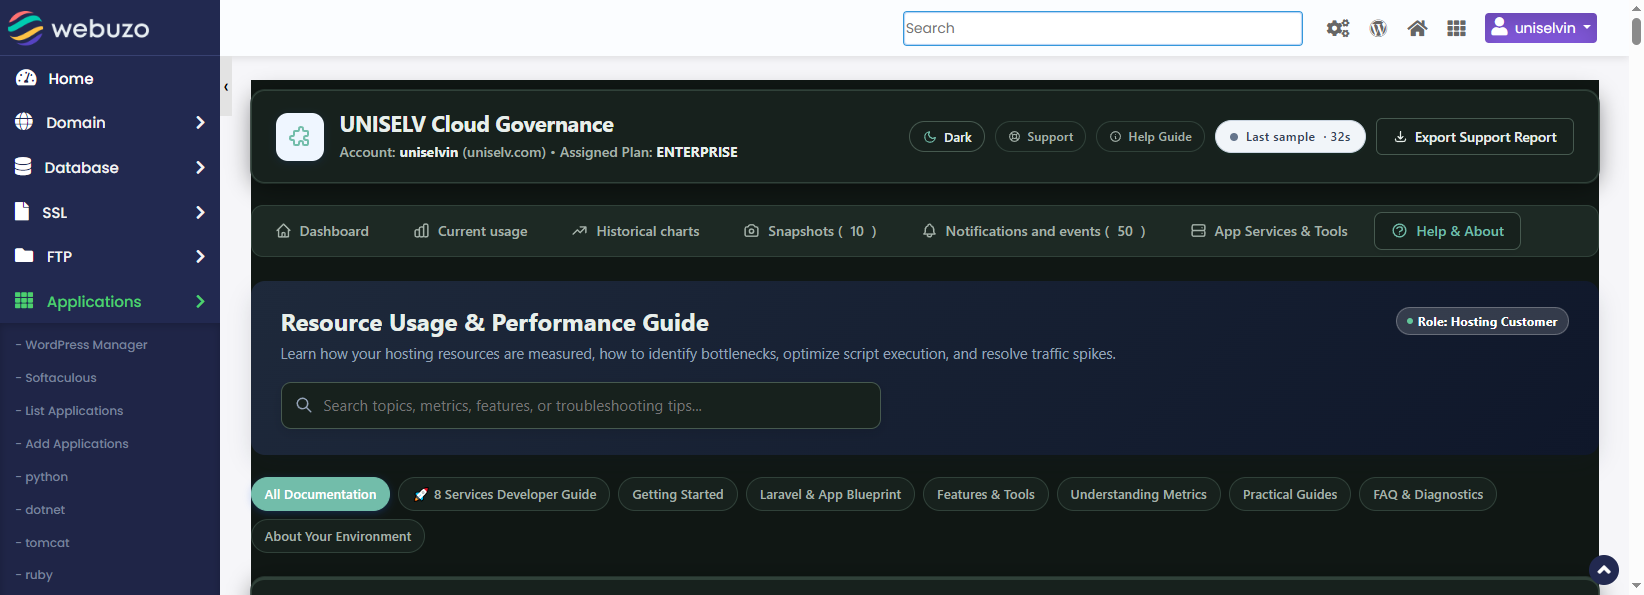 webuzo
Search
uniselvin
Home
Domain
Database
SSL
FTP
Applications
- WordPress Manager
- Softaculous
- List Applications
- Add Applications
- python
- dotnet
- tomcat
- ruby
UNISELV Cloud Governance
Account: uniselvin (uniselv.com) • Assigned Plan: ENTERPRISE
Dark
Support
Help Guide
Last sample · 32s
Export Support Report
Dashboard
Current usage
Historical charts
Snapshots ( 10 )
Notifications and events ( 50 )
App Services & Tools
Help & About
Resource Usage & Performance Guide
Role: Hosting Customer
Learn how your hosting resources are measured, how to identify bottlenecks, optimize script execution, and resolve traffic spikes.
Search topics, metrics, features, or troubleshooting tips...
All Documentation
🚀 8 Services Developer Guide
Getting Started
Laravel & App Blueprint
Features & Tools
Understanding Metrics
Practical Guides
FAQ & Diagnostics
About Your Environment